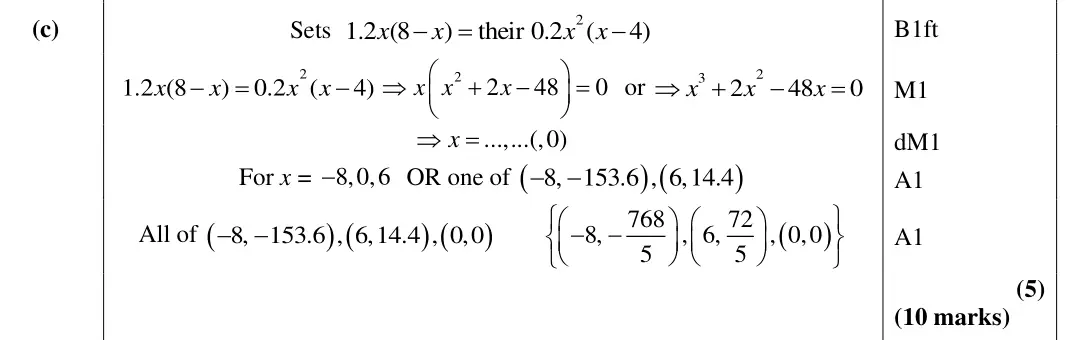 (c) Sets 1.2x(8−x) = their 0.2x²(x−4) B1ft
1.2x(8−x) = 0.2x²(x−4) ⇒ x(x² + 2x − 48) = 0 or ⇒ x³ + 2x² − 48x = 0 M1
⇒ x = ...,...(,0) dM1
For x = −8,0,6 OR one of (−8, −153.6),(6,14.4) A1
All of (−8, −153.6),(6,14.4),(0,0) {(−8, −768/5),(6, 72/5),(0,0)} A1
(5)
(10 marks)